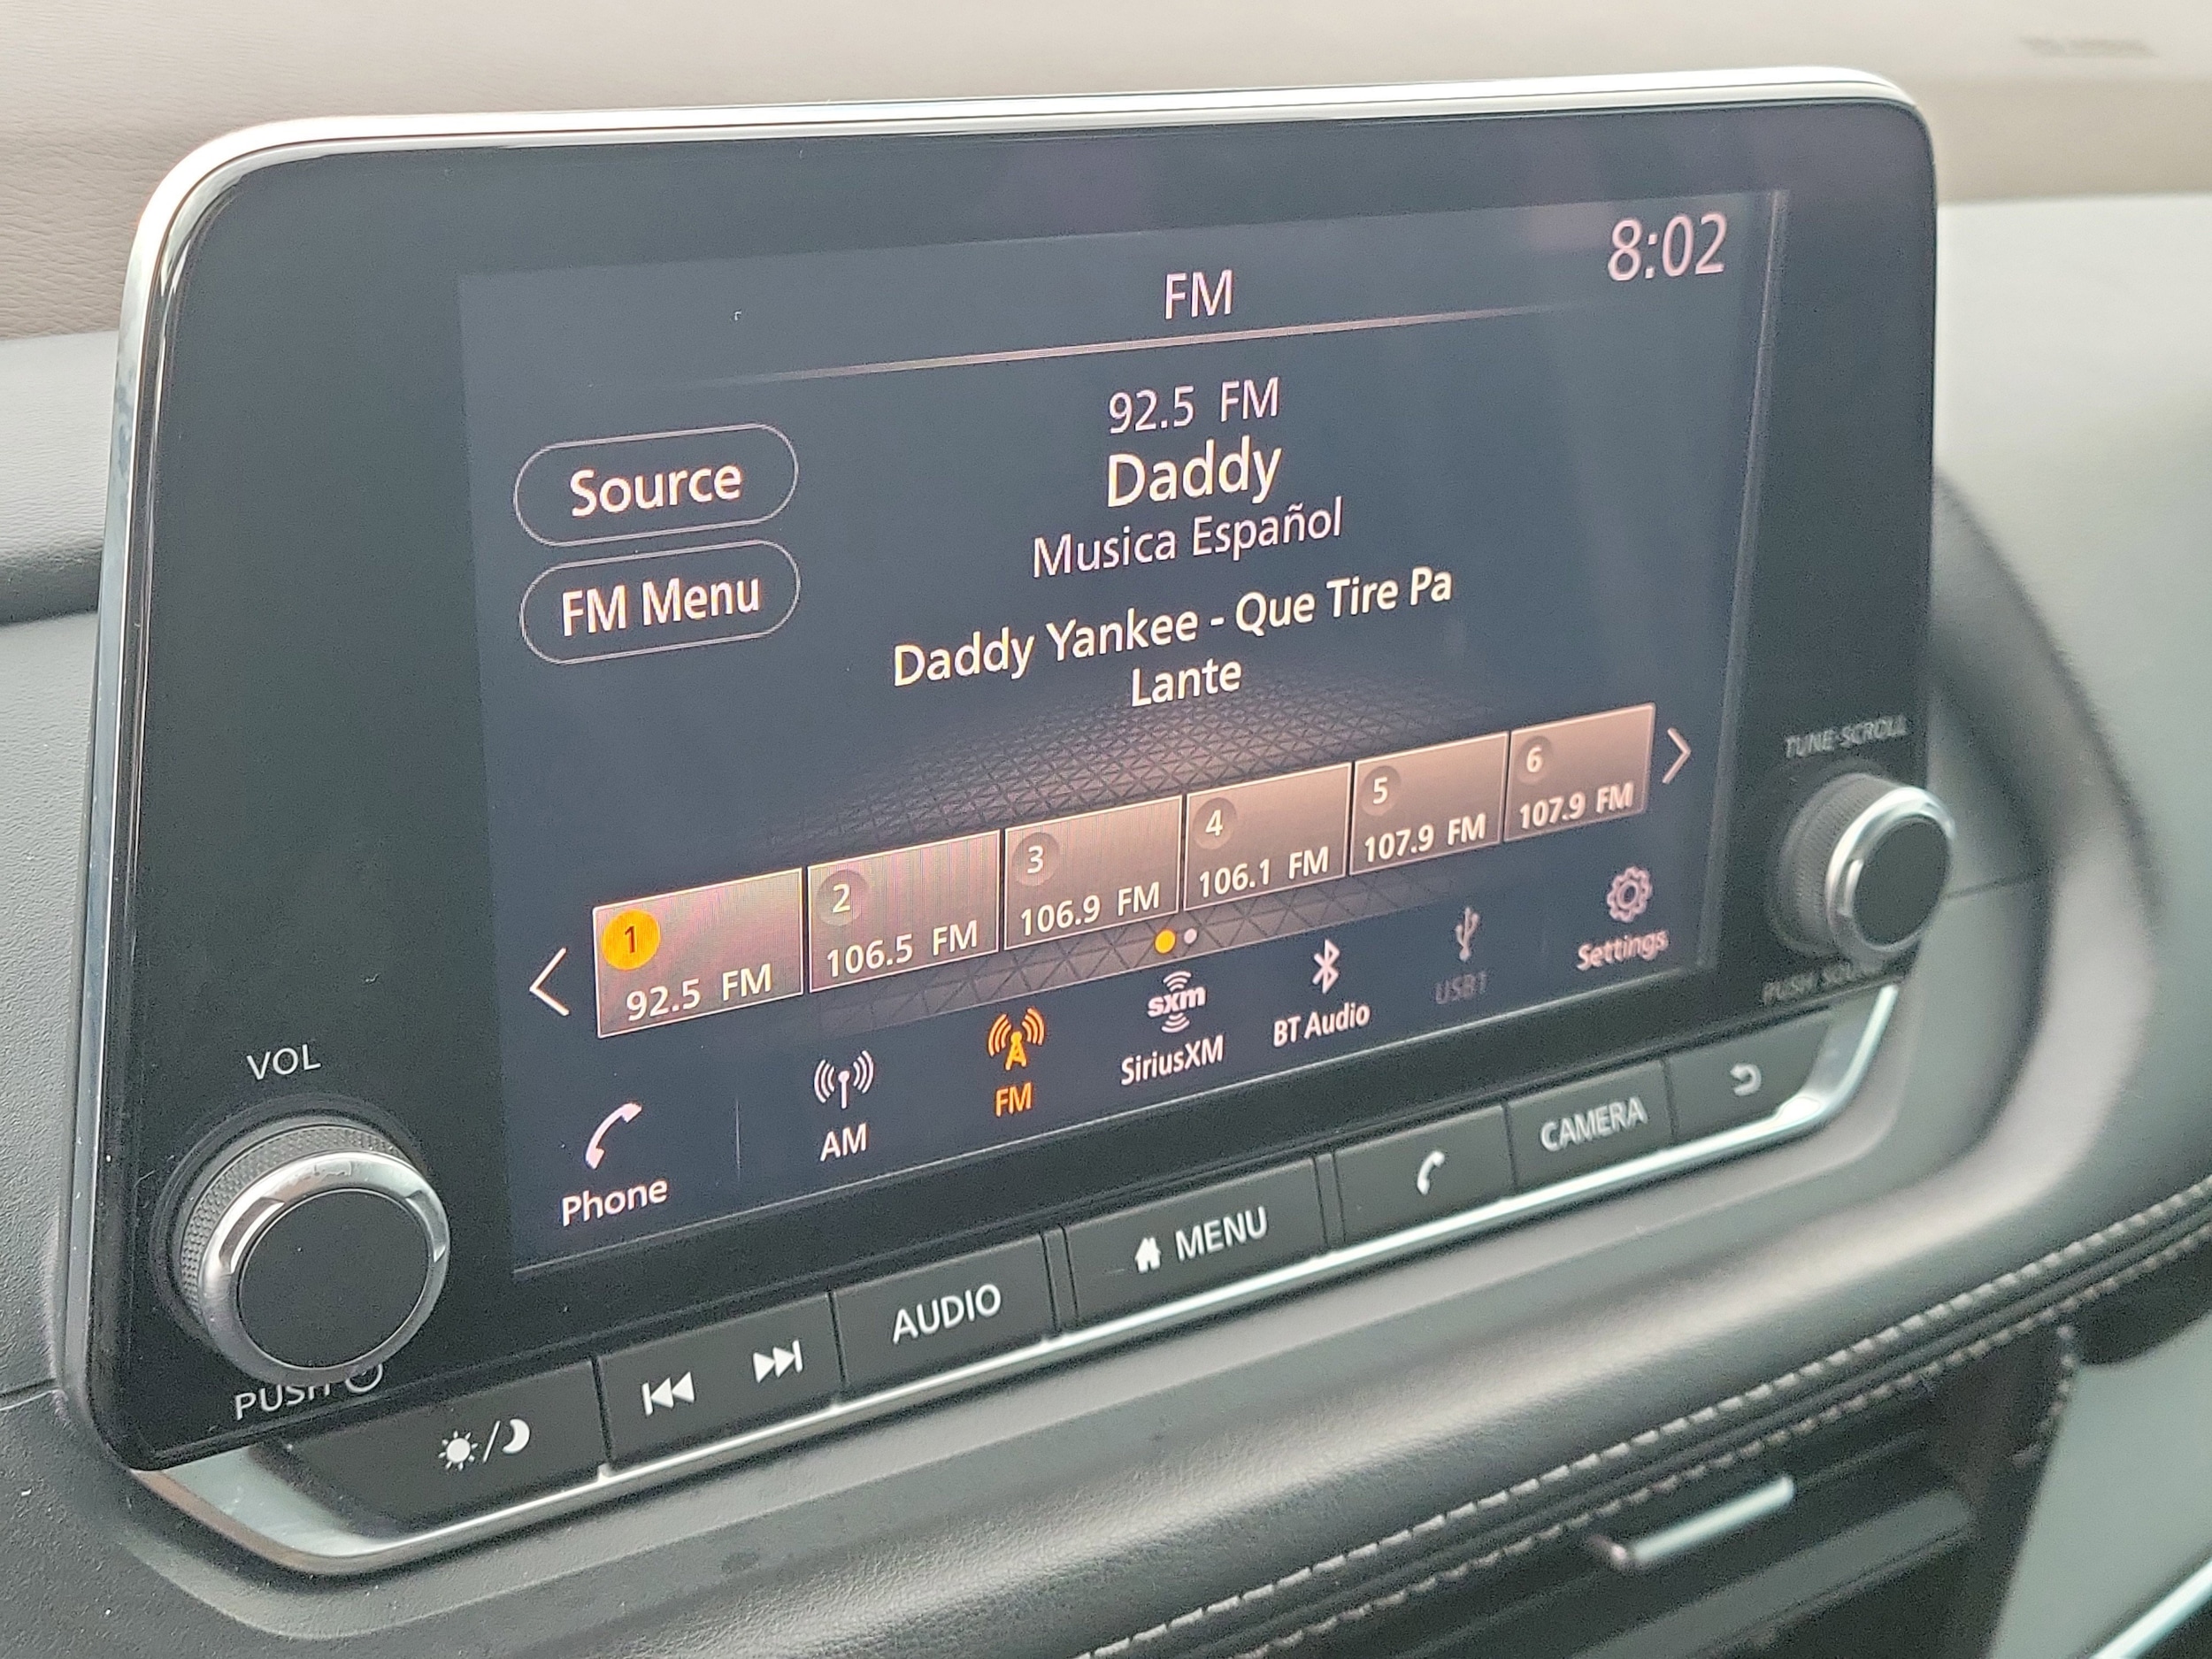 8:02
FM
92.5 FM
Daddy
Musica Español
Daddy Yankee - Que Tire Pa
Lante
Source
FM Menu
1
92.5 FM
2
106.5 FM
3
106.9 FM
4
106.1 FM
5
107.9 FM
6
107.9 FM
Phone
AM
FM
sxm
SiriusXM
BT Audio
USB1
Settings
VOL
PUSH
TUNE·SCROLL
PUSH SOUND
AUDIO
MENU
CAMERA